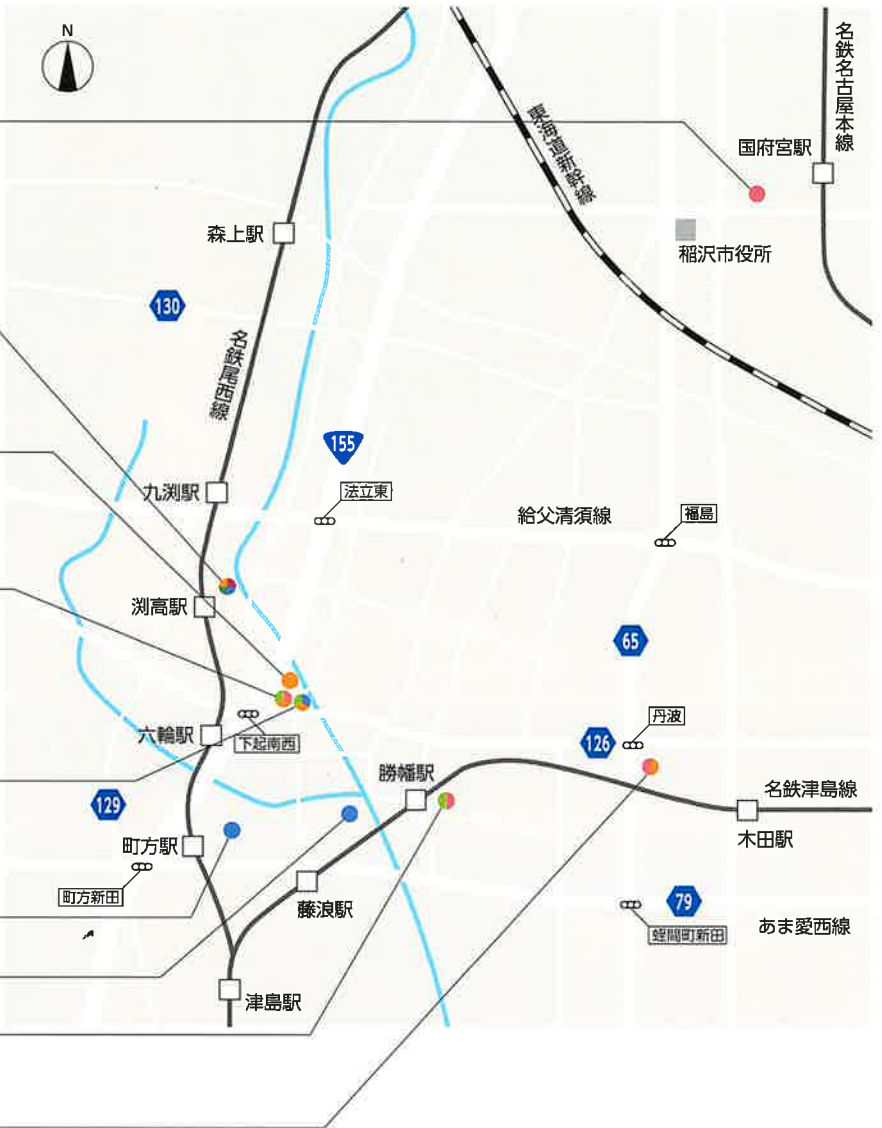 N
名鉄名古屋本線
東海道新幹線
国府宮駅
森上駅
稲沢市役所
130
名鉄尾西線
155
九渕駅
法立東
給父清須線
福島
渕高駅
65
丹波
六輪駅
下起南西
126
勝幡駅
129
名鉄津島線
木田駅
町方駅
町方新田
藤浪駅
79
蛭間町新田
あま愛西線
津島駅